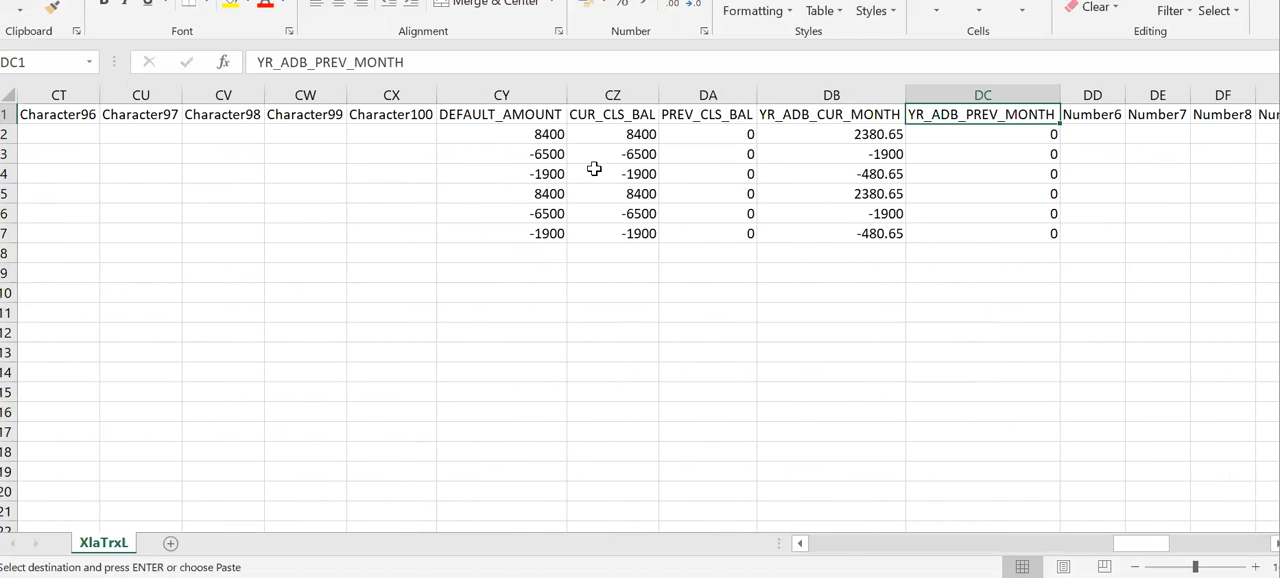 Merge & Center
Formatting Table Styles
Clear
Filter Select
Clipboard Font Alignment Number Styles Cells Editing
DC1 fx YR_ADB_PREV_MONTH
CT CU CV CW CX CY CZ DA DB DC DD DE DF
1 Character96 Character97 Character98 Character99 Character100 DEFAULT_AMOUNT CUR_CLS_BAL PREV_CLS_BAL YR_ADB_CUR_MONTH YR_ADB_PREV_MONTH Number6 Number7 Number8
2 8400 8400 0 2380.65 0
3 -6500 -6500 0 -1900 0
4 -1900 -1900 0 -480.65 0
5 8400 8400 0 2380.65 0
6 -6500 -6500 0 -1900 0
7 -1900 -1900 0 -480.65 0
8
9
10
11
12
13
14
15
16
17
18
19
20
21
22
XlaTrxL
Select destination and press ENTER or choose Paste